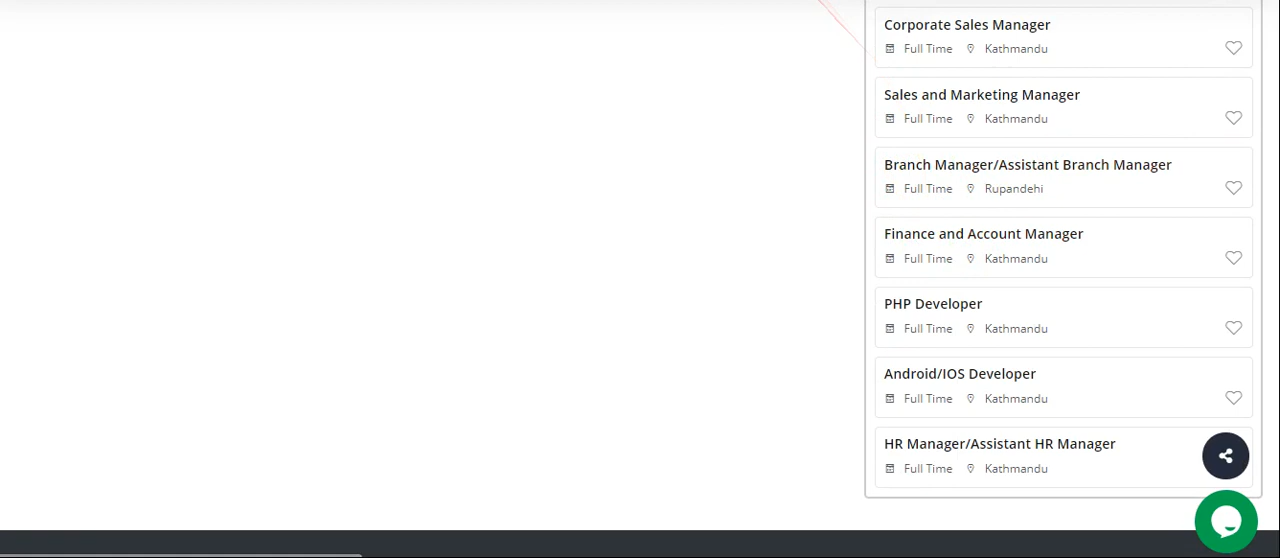 Corporate Sales Manager
Full Time Kathmandu
Sales and Marketing Manager
Full Time Kathmandu
Branch Manager/Assistant Branch Manager
Full Time Rupandehi
Finance and Account Manager
Full Time Kathmandu
PHP Developer
Full Time Kathmandu
Android/IOS Developer
Full Time Kathmandu
HR Manager/Assistant HR Manager
Full Time Kathmandu